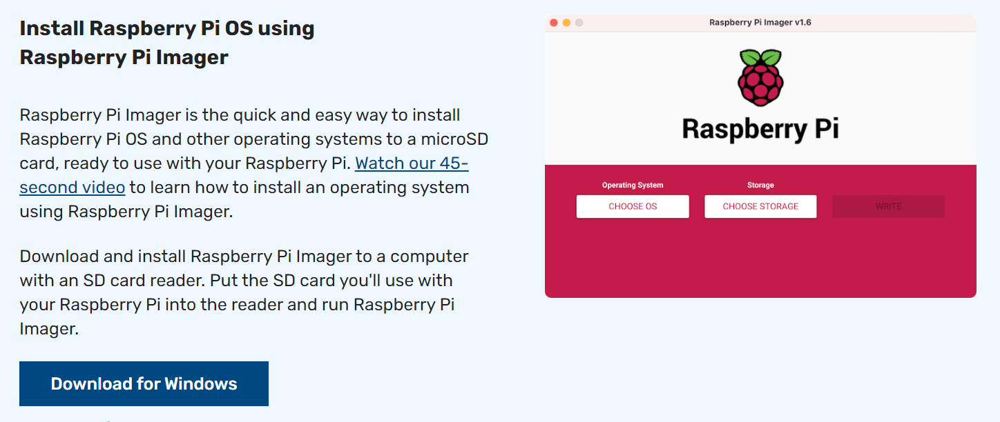 Install Raspberry Pi OS using
Raspberry Pi Imager
Raspberry Pi Imager is the quick and easy way to install
Raspberry Pi OS and other operating systems to a microSD
card, ready to use with your Raspberry Pi. Watch our 45-
second video to learn how to install an operating system
using Raspberry Pi Imager.
Download and install Raspberry Pi Imager to a computer
with an SD card reader. Put the SD card you'll use with
your Raspberry Pi into the reader and run Raspberry Pi
Imager.
Download for Windows
Raspberry Pi Imager v1.6
Raspberry Pi
Operating System
Storage
CHOOSE OS
CHOOSE STORAGE
WRITE